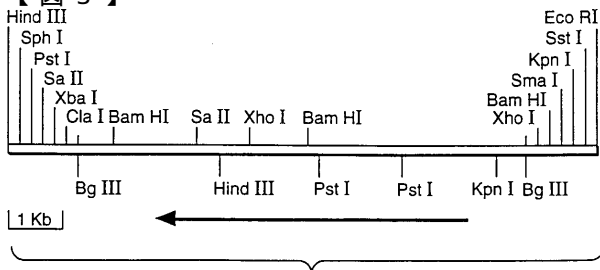 【図3】
Hind III Eco RI
Sph I Sst I
Pst I Kpn I
Sa II Sma I
Xba I Bam HI
Cla I Bam HI Sa II Xho I Bam HI Xho I
Bg III Hind III Pst I Pst I Kpn I Bg III
1 Kb